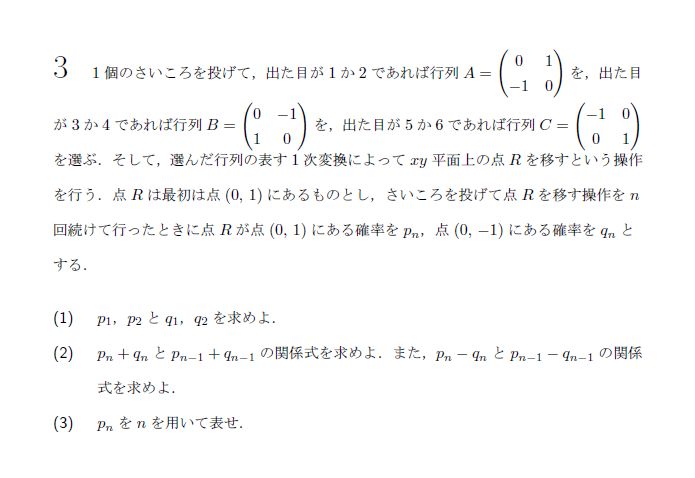 3 1 個のさいころを投げて，出た目が 1 か 2 であれば行列 A = \begin{pmatrix} 0 & 1 \\ -1 & 0 \end{pmatrix} を，出た目
が 3 か 4 であれば行列 B = \begin{pmatrix} 0 & -1 \\ 1 & 0 \end{pmatrix} を，出た目が 5 か 6 であれば行列 C = \begin{pmatrix} -1 & 0 \\ 0 & 1 \end{pmatrix}
を選ぶ．そして，選んだ行列の表す 1 次変換によって xy 平面上の点 R を移すという操作
を行う．点 R は最初は点 (0, 1) にあるものとし，さいころを投げて点 R を移す操作を n
回続けて行ったときに点 R が点 (0, 1) にある確率を p_n，点 (0, −1) にある確率を q_n と
する．
(1) p_1，p_2 と q_1，q_2 を求めよ．
(2) p_n + q_n と p_{n−1} + q_{n−1} の関係式を求めよ．また，p_n − q_n と p_{n−1} − q_{n−1} の関係
式を求めよ．
(3) p_n を n を用いて表せ．